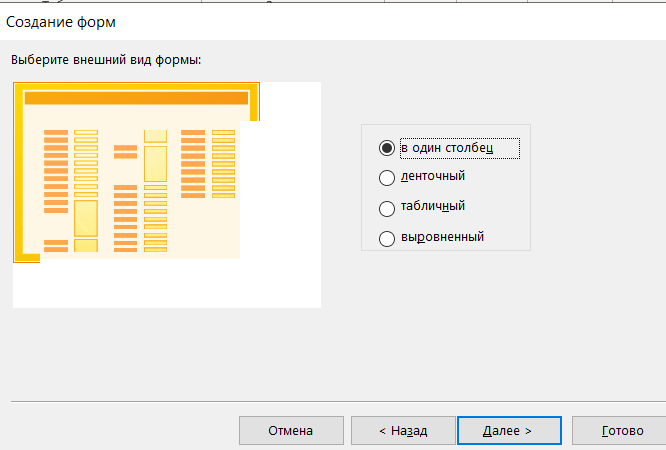 Создание форм
Выберите внешний вид формы:
в один столбец
ленточный
табличный
выровненный
Отмена
< Назад
Далее >
Готово